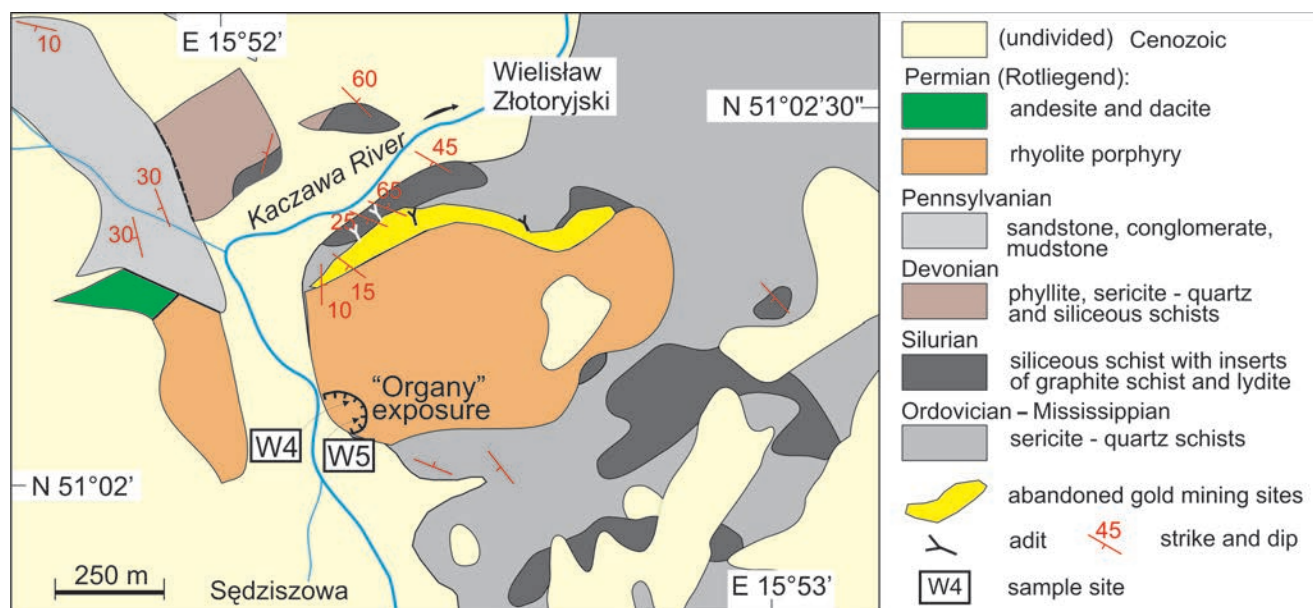 E 15°52'
10
60
Wielisław
Złotoryjski
N 51°02'30"
Kaczawa River
45
30
65
25
30
15
10
"Organy"
exposure
W4
W5
N 51°02'
250 m
Sędziszowa
E 15°53'
(undivided) Cenozoic
Permian (Rotliegend):
andesite and dacite
rhyolite porphyry
Pennsylvanian
sandstone, conglomerate,
mudstone
Devonian
phyllite, sericite - quartz
and siliceous schists
Silurian
siliceous schist with inserts
of graphite schist and lydite
Ordovician – Mississippian
sericite - quartz schists
abandoned gold mining sites
adit
45
strike and dip
W4
sample site